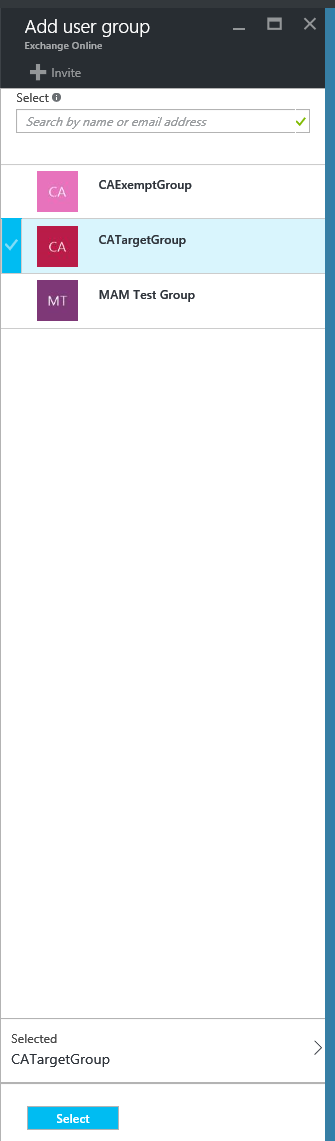 Add user group
Exchange Online
Invite
Select
Search by name or email address
CA
CAExemptGroup
CA
CATargetGroup
MT
MAM Test Group
Selected
CATargetGroup
Select